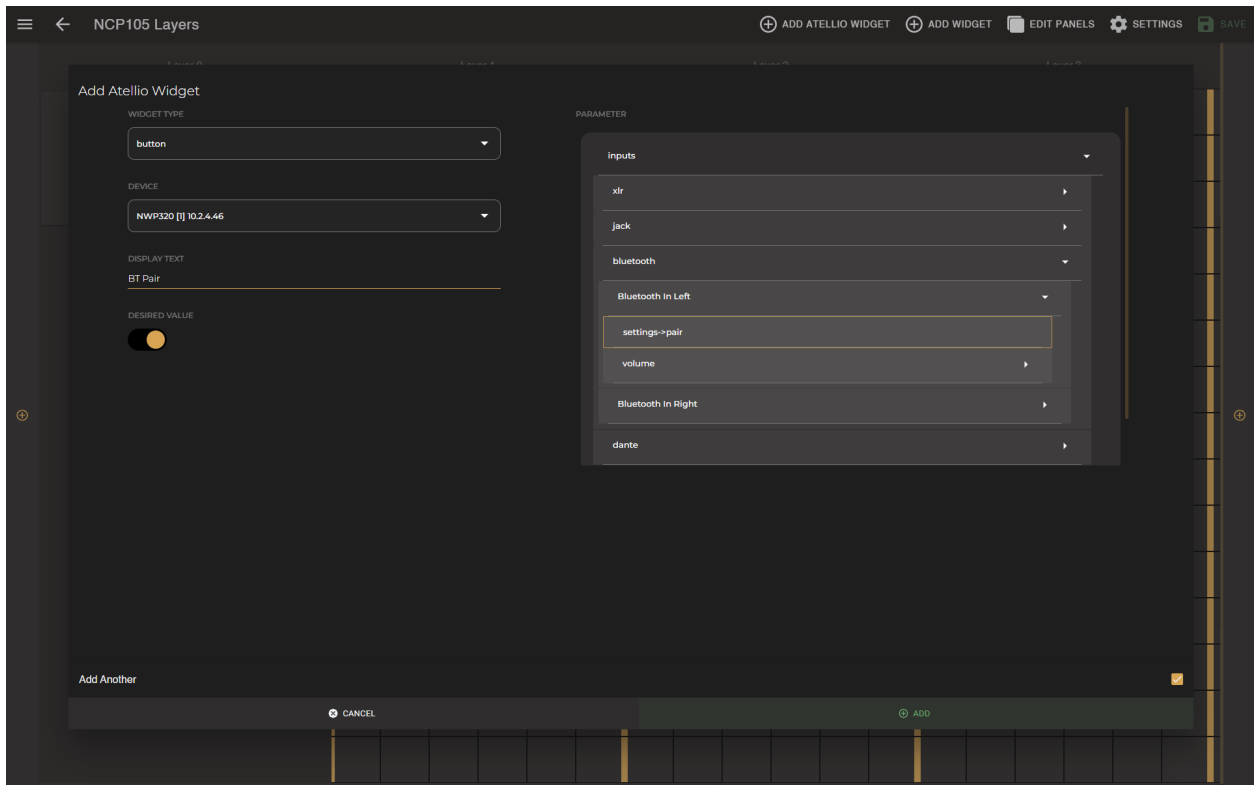 NCP105 Layers
ADD ATELLIO WIDGET
ADD WIDGET
EDIT PANELS
SETTINGS
SAVE
Add Atellio Widget
WIDGET TYPE
button
DEVICE
NWP320 [1] 10.2.4.46
DISPLAY TEXT
BT Pair
DESIRED VALUE
PARAMETER
inputs
xlr
jack
bluetooth
Bluetooth In Left
settings->pair
volume
Bluetooth In Right
dante
Add Another
CANCEL
ADD